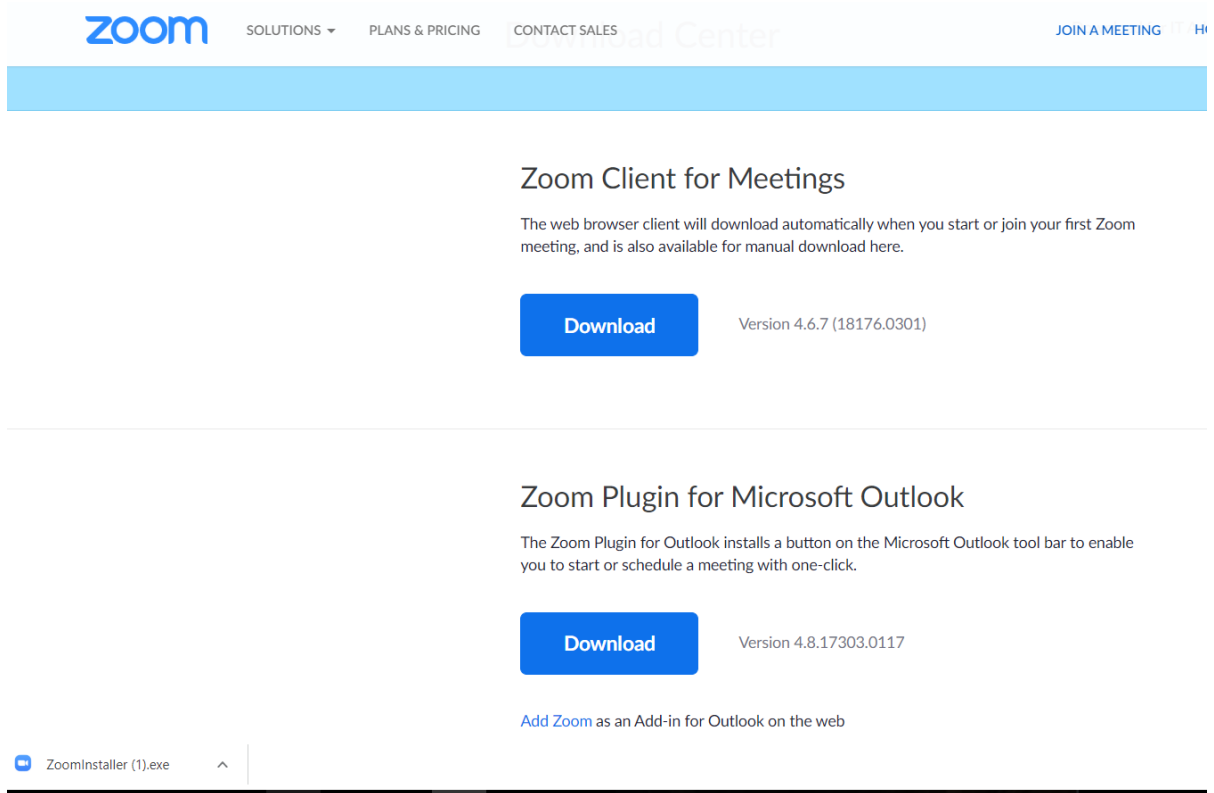 zoom SOLUTIONS PLANS & PRICING CONTACT SALES JOIN A MEETING
Download Center
Zoom Client for Meetings
The web browser client will download automatically when you start or join your first Zoom
meeting, and is also available for manual download here.
Download Version 4.6.7 (18176.0301)
Zoom Plugin for Microsoft Outlook
The Zoom Plugin for Outlook installs a button on the Microsoft Outlook tool bar to enable
you to start or schedule a meeting with one-click.
Download Version 4.8.17303.0117
Add Zoom as an Add-in for Outlook on the web
ZoomInstaller (1).exe